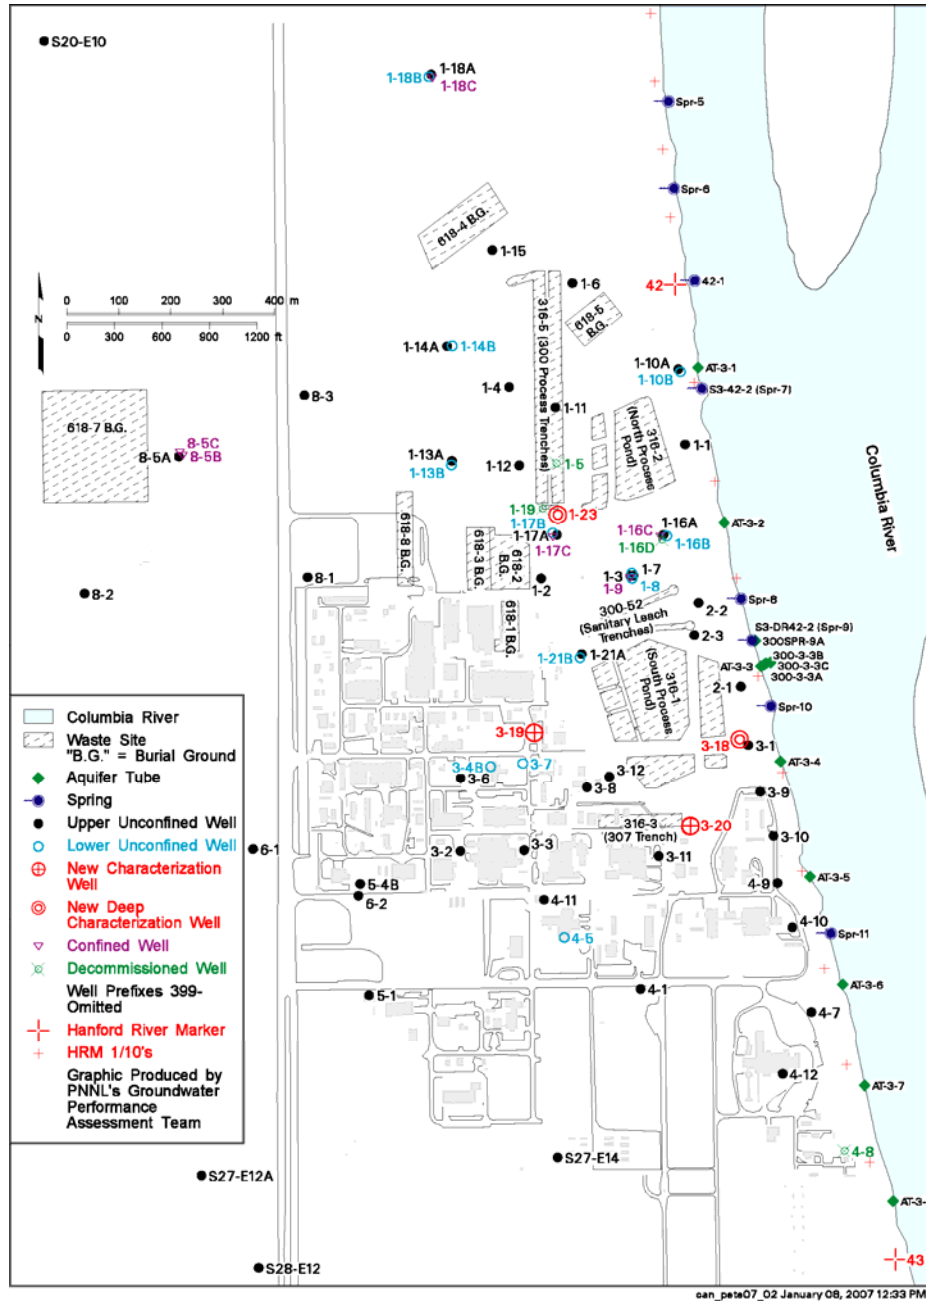 S20-E10
1-18A
1-18B
1-18C
Spr-5
Spr-6
618-4 B.G.
1-15
42
42-1
1-6
0 100 200 300 400 m
N
0 300 600 900 1200 ft
316-5 (300 Process Trenches)
618-5
B.G.
1-14A
1-14B
1-10A
1-10B
AT-3-1
S3-42-2 (Spr-7)
1-4
8-3
1-11
316-2
(North Process
Pond)
618-7 B.G.
8-5C
8-5A
8-5B
1-13A
1-13B
1-12
1-5
1-1
Columbia River
1-19
1-23
1-17B
1-17A
1-17C
1-16C
1-16A
1-16D
1-16B
AT-3-2
618-8 B.G.
618-3 B.G.
618-2
B.G.
8-1
1-2
1-3
1-7
1-9
1-8
8-2
300-52
(Sanitary Leach
Trenches)
2-2
Spr-8
618-1 B.G.
2-3
S3-DR42-2 (Spr-9)
300SPR-9A
1-21A
1-21B
300-3-3B
AT-3-3
300-3-3C
300-3-3A
316-1
(South Process
Pond)
2-1
Spr-10
3-19
3-18
3-1
3-4B
3-7
AT-3-4
3-6
3-12
3-8
3-9
316-3
(307 Trench)
3-20
3-10
6-1
3-2
3-3
3-11
5-4B
6-2
4-9
AT-3-5
4-11
4-10
Spr-11
4-5
5-1
4-1
AT-3-6
4-7
4-12
AT-3-7
4-8
S27-E14
S27-E12A
AT-3-
43
S28-E12
Columbia River
Waste Site
"B.G." = Burial Ground
Aquifer Tube
Spring
Upper Unconfined Well
Lower Unconfined Well
New Characterization
Well
New Deep
Characterization Well
Confined Well
Decommissioned Well
Well Prefixes 399-
Omitted
Hanford River Marker
HRM 1/10's
Graphic Produced by
PNNL's Groundwater
Performance
Assessment Team
can_pete07_02 January 08, 2007 12:33 PM